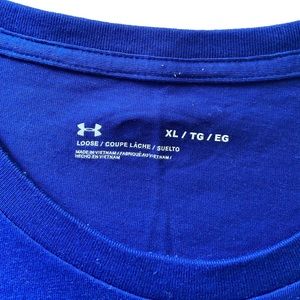 XL / TG / EG
LOOSE / COUPE LÂCHE / SUELTO
MADE IN VIETNAM / FABRIQUÉ AU VIETNAM /
HECHO EN VIETNAM